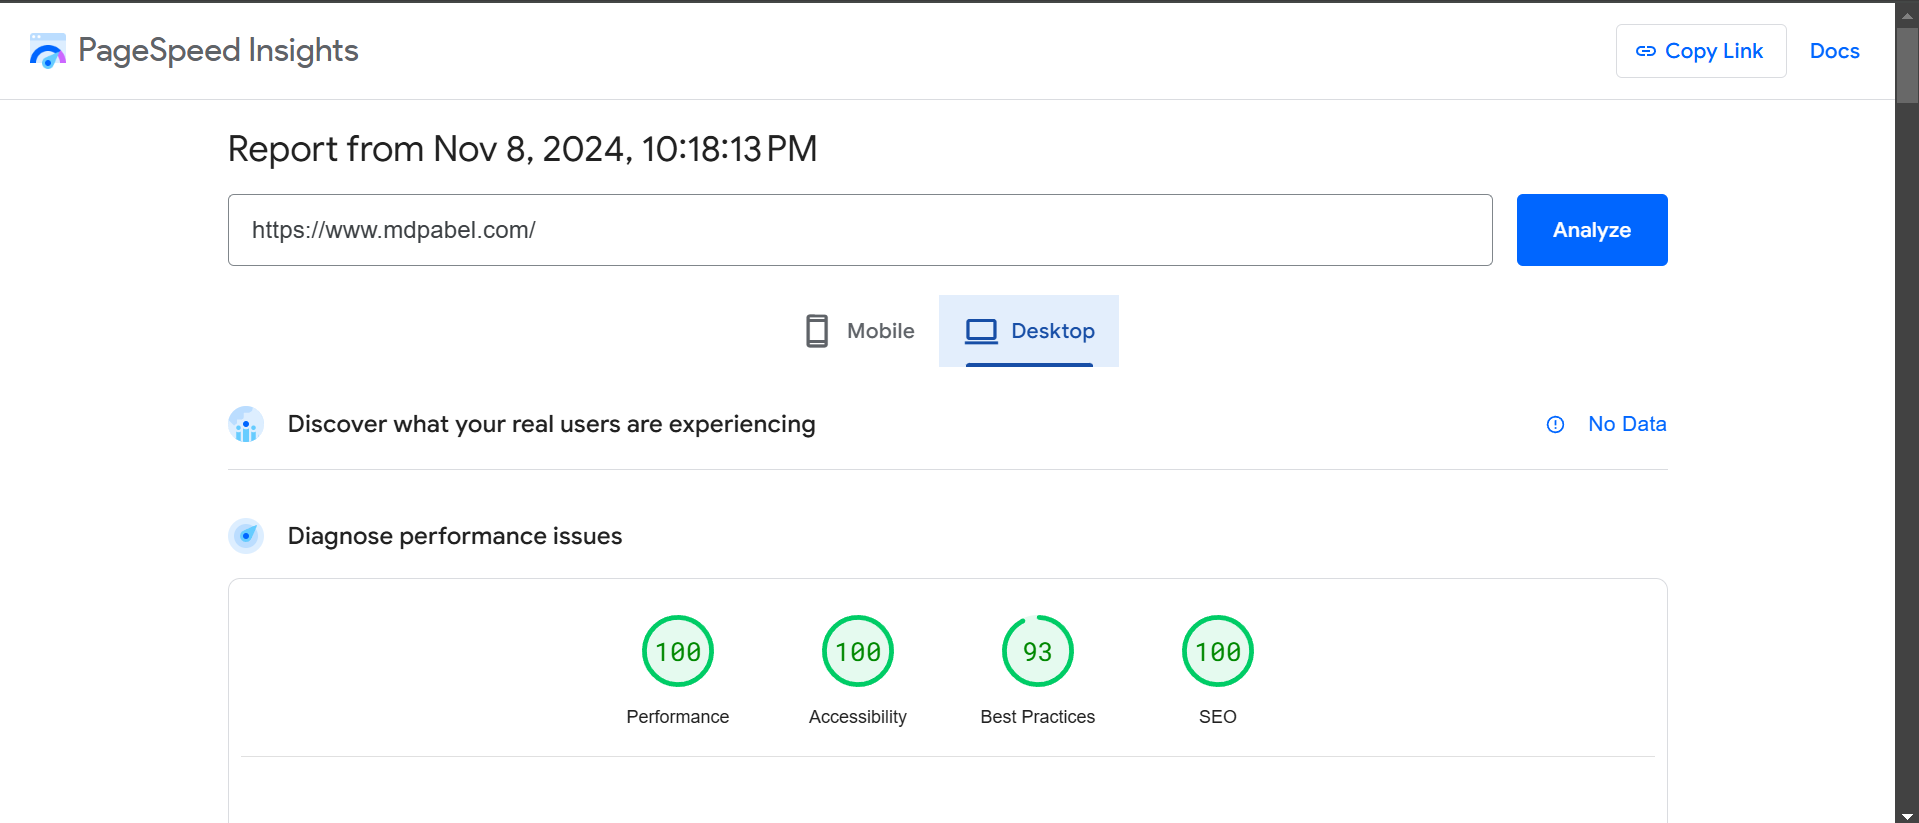 PageSpeed Insights
Copy Link
Docs
Report from Nov 8, 2024, 10:18:13 PM
https://www.mdpabel.com/
Analyze
Mobile
Desktop
Discover what your real users are experiencing
No Data
Diagnose performance issues
100
100
93
100
Performance
Accessibility
Best Practices
SEO